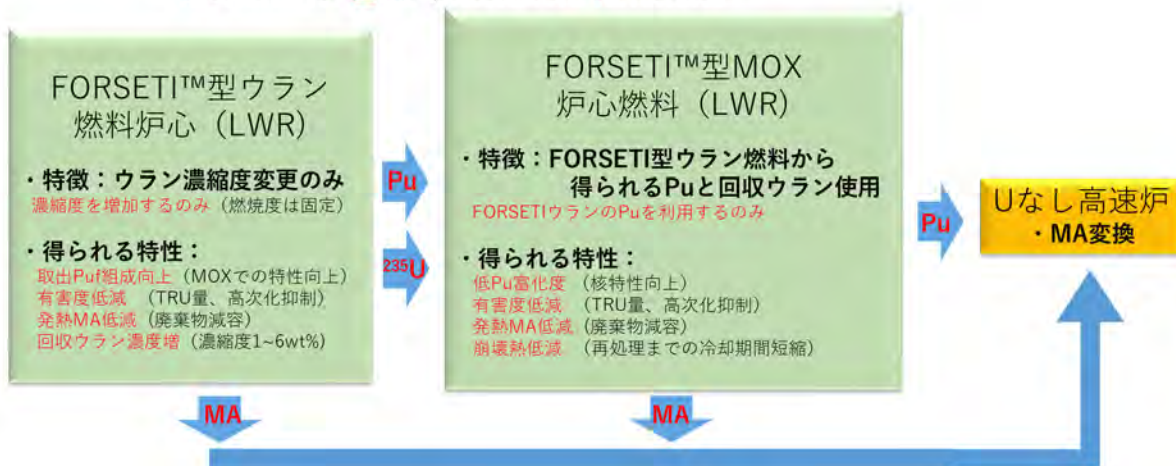 FORSETI™型ウラン
燃料炉心（LWR）
・特徴：ウラン濃縮度変更のみ
濃縮度を増加するのみ（燃焼度は固定）
・得られる特性：
取出Puf組成向上（MOXでの特性向上）
有害度低減　（TRU量、高次化抑制）
発熱MA低減（廃棄物減容）
回収ウラン濃度増（濃縮度1~6wt%）
Pu
235U
FORSETI™型MOX
炉心燃料（LWR）
・特徴：FORSETI型ウラン燃料から
得られるPuと回収ウラン使用
FORSETIウランのPuを利用するのみ
・得られる特性：
低Pu富化度　（核特性向上）
有害度低減　（TRU量、高次化抑制）
発熱MA低減（廃棄物減容）
崩壊熱低減　（再処理までの冷却期間短縮）
Pu
Uなし高速炉
・MA変換
MA
MA